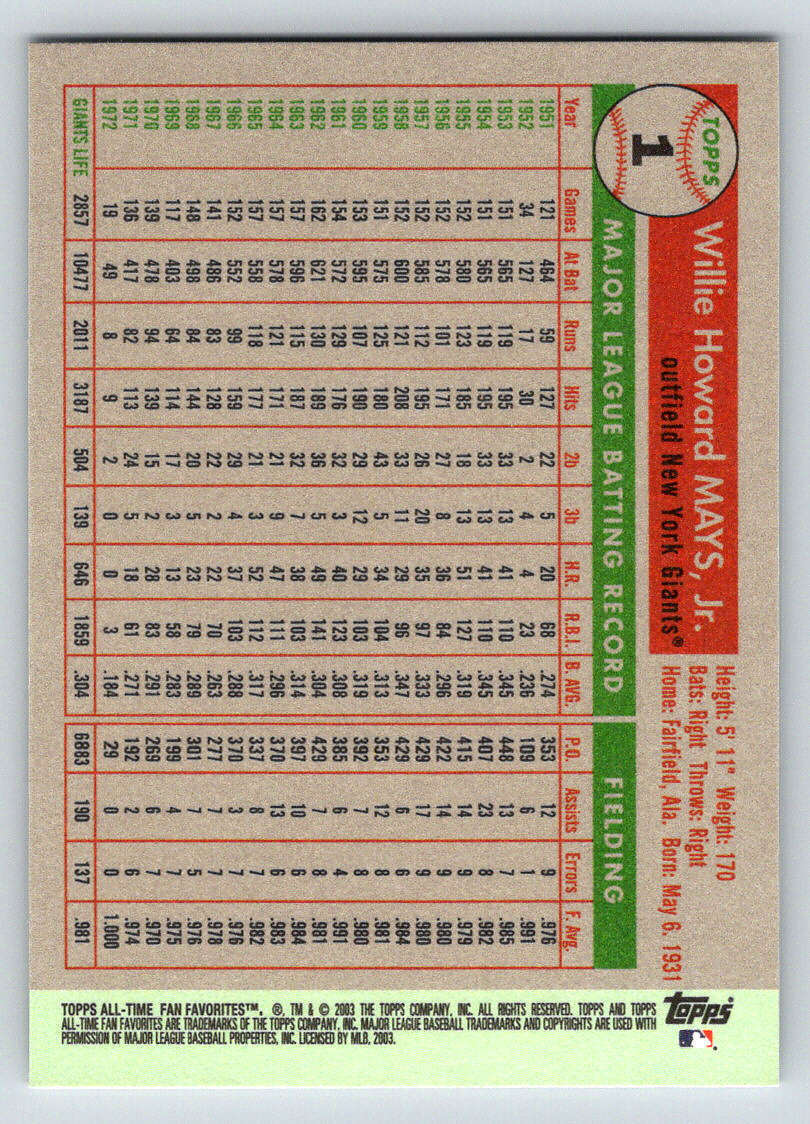 TOPPS
1
Willie Howard MAYS, Jr.
outfield New York Giants®
Height: 5' 11" Weight: 170
Bats: Right Throws: Right
Home: Fairfield, Ala. Born: May 6, 1931
MAJOR LEAGUE BATTING RECORD FIELDING
Year Games At Bat Runs Hits 2b 3b H.R. R.B.I. B AVG. P.O. Assists Errors F. Avg.
1951 121 464 59 127 22 5 20 68 .274 353 12 9 .976
1952 34 127 17 30 2 4 4 23 .236 109 6 1 .991
1953 151 565 119 195 33 13 41 110 .345 448 13 7 .985
1954 151 565 119 195 33 13 41 110 .345 407 23 8 .982
1955 152 580 123 185 18 13 51 127 .319 415 14 9 .979
1956 152 578 101 171 27 8 36 84 .296 422 14 9 .980
1957 152 585 112 195 26 20 35 97 .333 429 17 9 .980
1958 152 600 121 208 33 11 29 96 .347 429 6 6 .984
1959 151 575 125 180 43 5 34 104 .313 353 12 8 .981
1960 153 595 107 190 29 12 29 103 .319 392 7 8 .980
1961 154 572 129 176 32 3 40 123 .308 385 6 4 .991
1962 162 621 130 189 36 5 49 141 .304 429 7 8 .981
1963 157 596 115 187 32 7 38 103 .314 397 10 7 .984
1964 157 578 121 171 21 9 47 111 .296 370 13 7 .983
1965 157 558 118 177 21 3 52 112 .317 337 8 7 .982
1966 152 552 99 159 29 4 37 103 .288 370 3 7 .976
1967 141 486 83 128 22 2 22 70 .263 277 7 7 .978
1968 148 498 84 144 20 5 23 79 .289 301 7 5 .976
1969 117 403 64 114 17 3 13 58 .283 199 4 7 .975
1970 139 478 94 139 15 2 28 83 .291 269 6 7 .970
1971 136 417 82 113 24 5 18 61 .271 192 2 6 .974
1972 19 49 8 9 2 0 0 3 .184 29 0 0 1.000
GIANTS LIFE 2857 10477 2011 3187 504 139 646 1859 .304 6883 190 137 .981
TOPPS ALL-TIME FAN FAVORITES™. ®, TM & © 2003 THE TOPPS COMPANY, INC. ALL RIGHTS RESERVED. TOPPS AND TOPPS
ALL-TIME FAN FAVORITES ARE TRADEMARKS OF THE TOPPS COMPANY, INC. MAJOR LEAGUE BASEBALL TRADEMARKS AND COPYRIGHTS ARE USED WITH
PERMISSION OF MAJOR LEAGUE BASEBALL PROPERTIES, INC. LICENSED BY MLB, 2003.
Topps